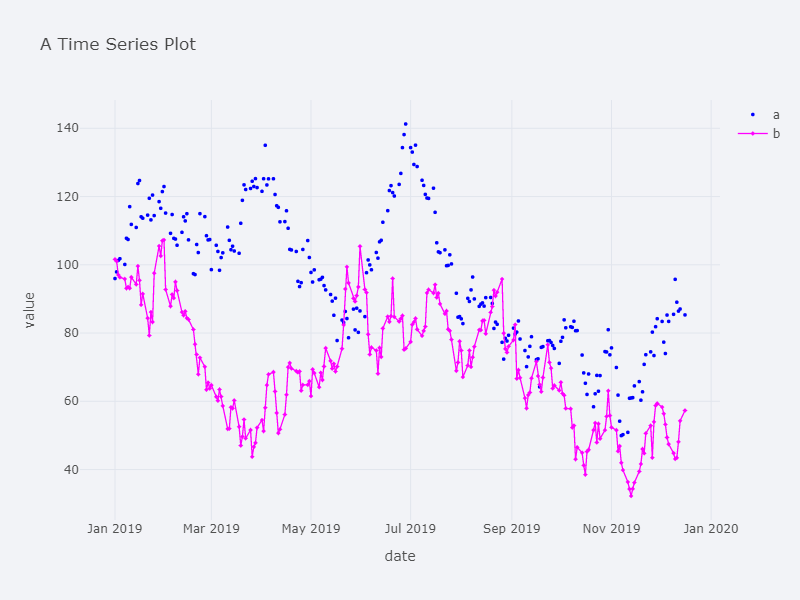 A Time Series Plot
a
b
140
120
100
80
60
40
value
Jan 2019
Mar 2019
May 2019
Jul 2019
Sep 2019
Nov 2019
Jan 2020
date